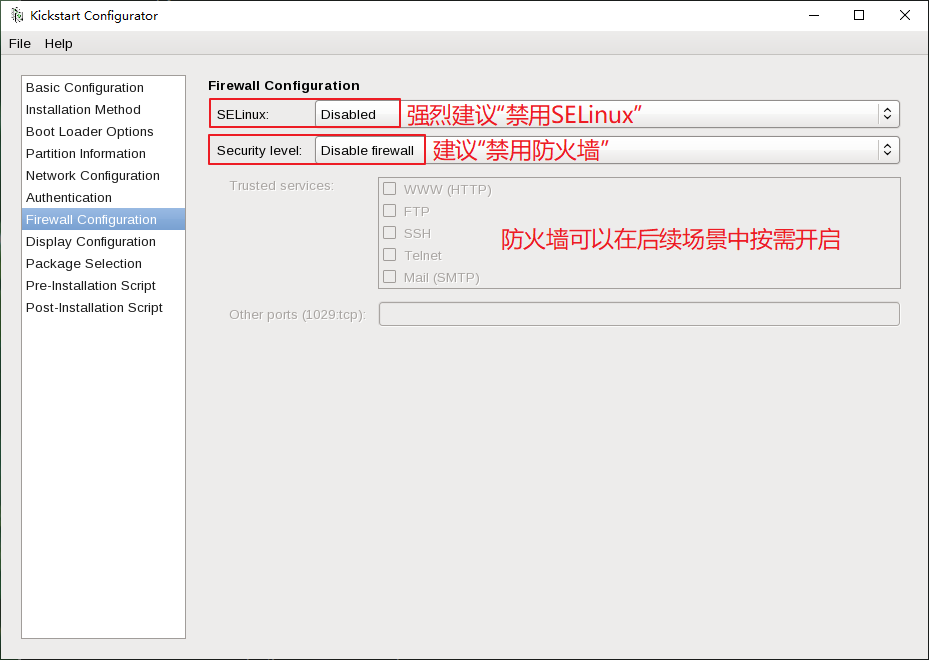 Kickstart Configurator
File Help
Basic Configuration
Installation Method
Boot Loader Options
Partition Information
Network Configuration
Authentication
Firewall Configuration
Display Configuration
Package Selection
Pre-Installation Script
Post-Installation Script
Firewall Configuration
SELinux: Disabled 强烈建议“禁用SELinux”
Security level: Disable firewall 建议“禁用防火墙”
Trusted services:
WWW (HTTP)
FTP
SSH
Telnet
Mail (SMTP)
防火墙可以在后续场景中按需开启
Other ports (1029:tcp):